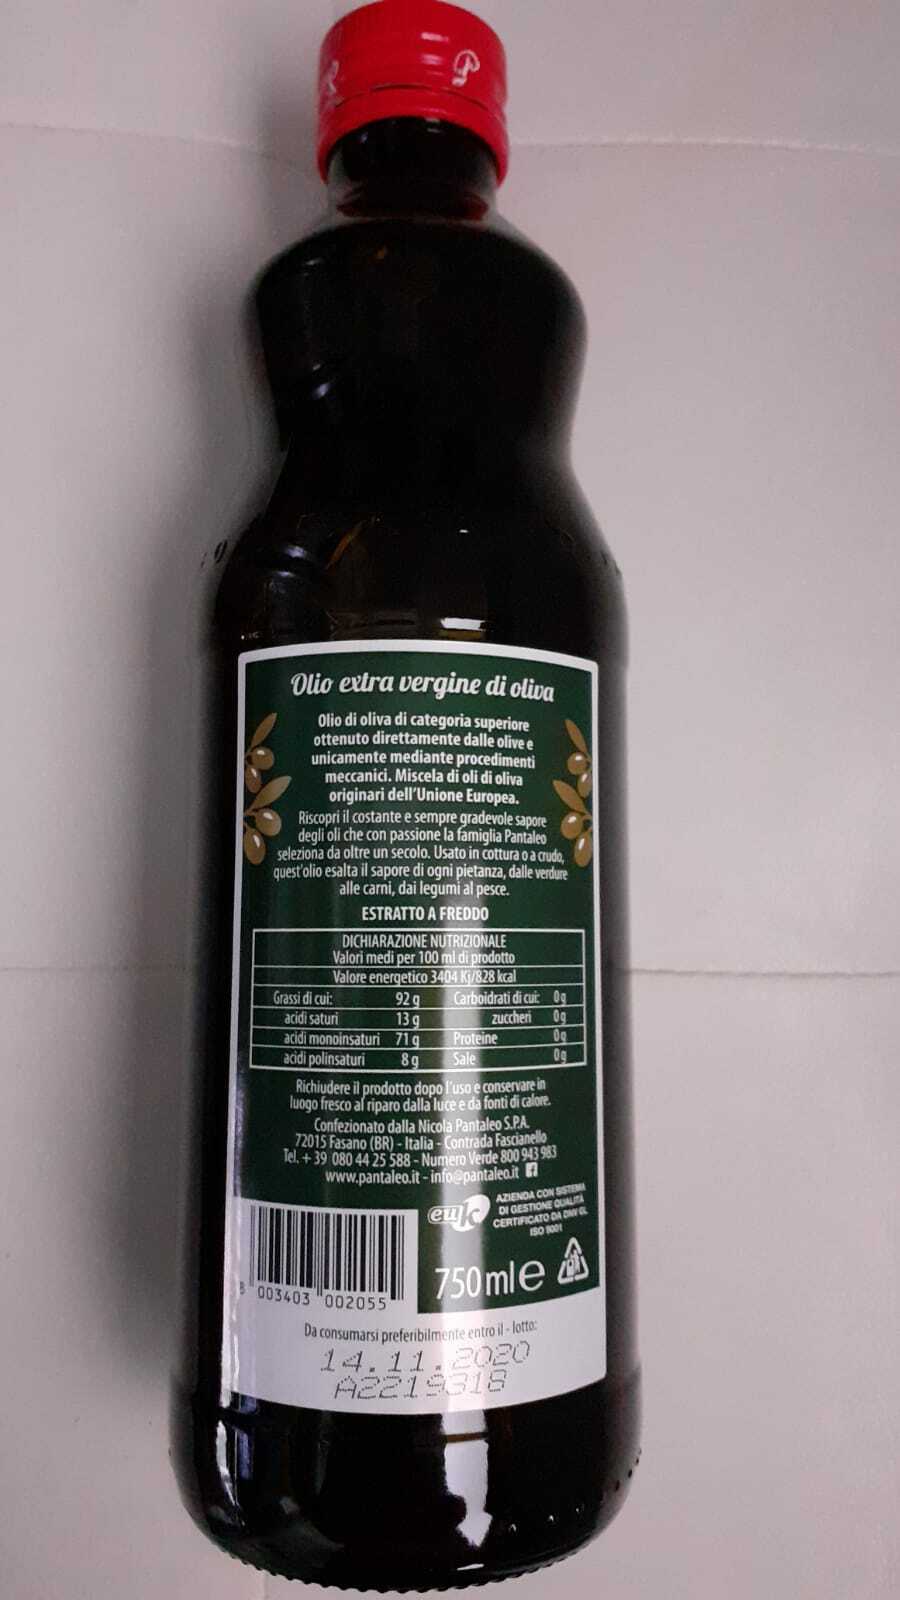 Olio extra vergine di oliva
Olio di oliva di categoria superiore
ottenuto direttamente dalle olive e
unicamente mediante procedimenti
meccanici. Miscela di oli di oliva
originari dell'Unione Europea.
Riscopri il costante e sempre gradevole sapore
degli oli che con passione la famiglia Pantaleo
seleziona da oltre un secolo. Usato in cottura o a crudo,
quest'olio esalta il sapore di ogni pietanza, dalle verdure
alle carni, dai legumi al pesce.
ESTRATTO A FREDDO
DICHIARAZIONE NUTRIZIONALE
Valori medi per 100 ml di prodotto
Valore energetico 3404 Kj/828 kcal
Grassi di cui: 92 g Carboidrati di cui: 0 g
acidi saturi 13 g zuccheri 0 g
acidi monoinsaturi 71 g Proteine 0 g
acidi polinsaturi 8 g Sale 0 g
Richiudere il prodotto dopo l'uso e conservare in
luogo fresco al riparo dalla luce e da fonti di calore.
Confezionato dalla Nicola Pantaleo S.P.A.
72015 Fasano (BR) - Italia - Contrada Fascianello
Tel. + 39 080 44 25 588 - Numero Verde 800 943 983
www.pantaleo.it - info@pantaleo.it f
euk
AZIENDA CON SISTEMA
DI GESTIONE QUALITÀ
CERTIFICATO DA DNV GL
ISO 9001
750 ml e
8 003403 002055
Da consumarsi preferibilmente entro il - lotto:
14.11.2020
A2219318